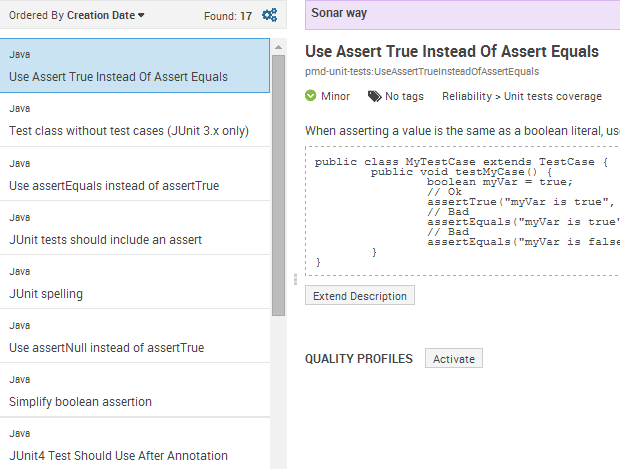 Ordered By Creation Date
Found: 17
Java
Use Assert True Instead Of Assert Equals
Java
Test class without test cases (JUnit 3.x only)
Java
Use assertEquals instead of assertTrue
Java
JUnit tests should include an assert
Java
JUnit spelling
Java
Use assertNull instead of assertTrue
Java
Simplify boolean assertion
Java
JUnit4 Test Should Use After Annotation
Sonar way
Use Assert True Instead Of Assert Equals
pmd-unit-tests:UseAssertTrueInsteadOfAssertEquals
Minor No tags Reliability > Unit tests coverage
When asserting a value is the same as a boolean literal, use
public class MyTestCase extends TestCase {
public void testMyCase() {
boolean myVar = true;
// Ok
assertTrue("myVar is true",
// Bad
assertEquals("myVar is true"
// Bad
assertEquals("myVar is false
}
}
Extend Description
QUALITY PROFILES Activate